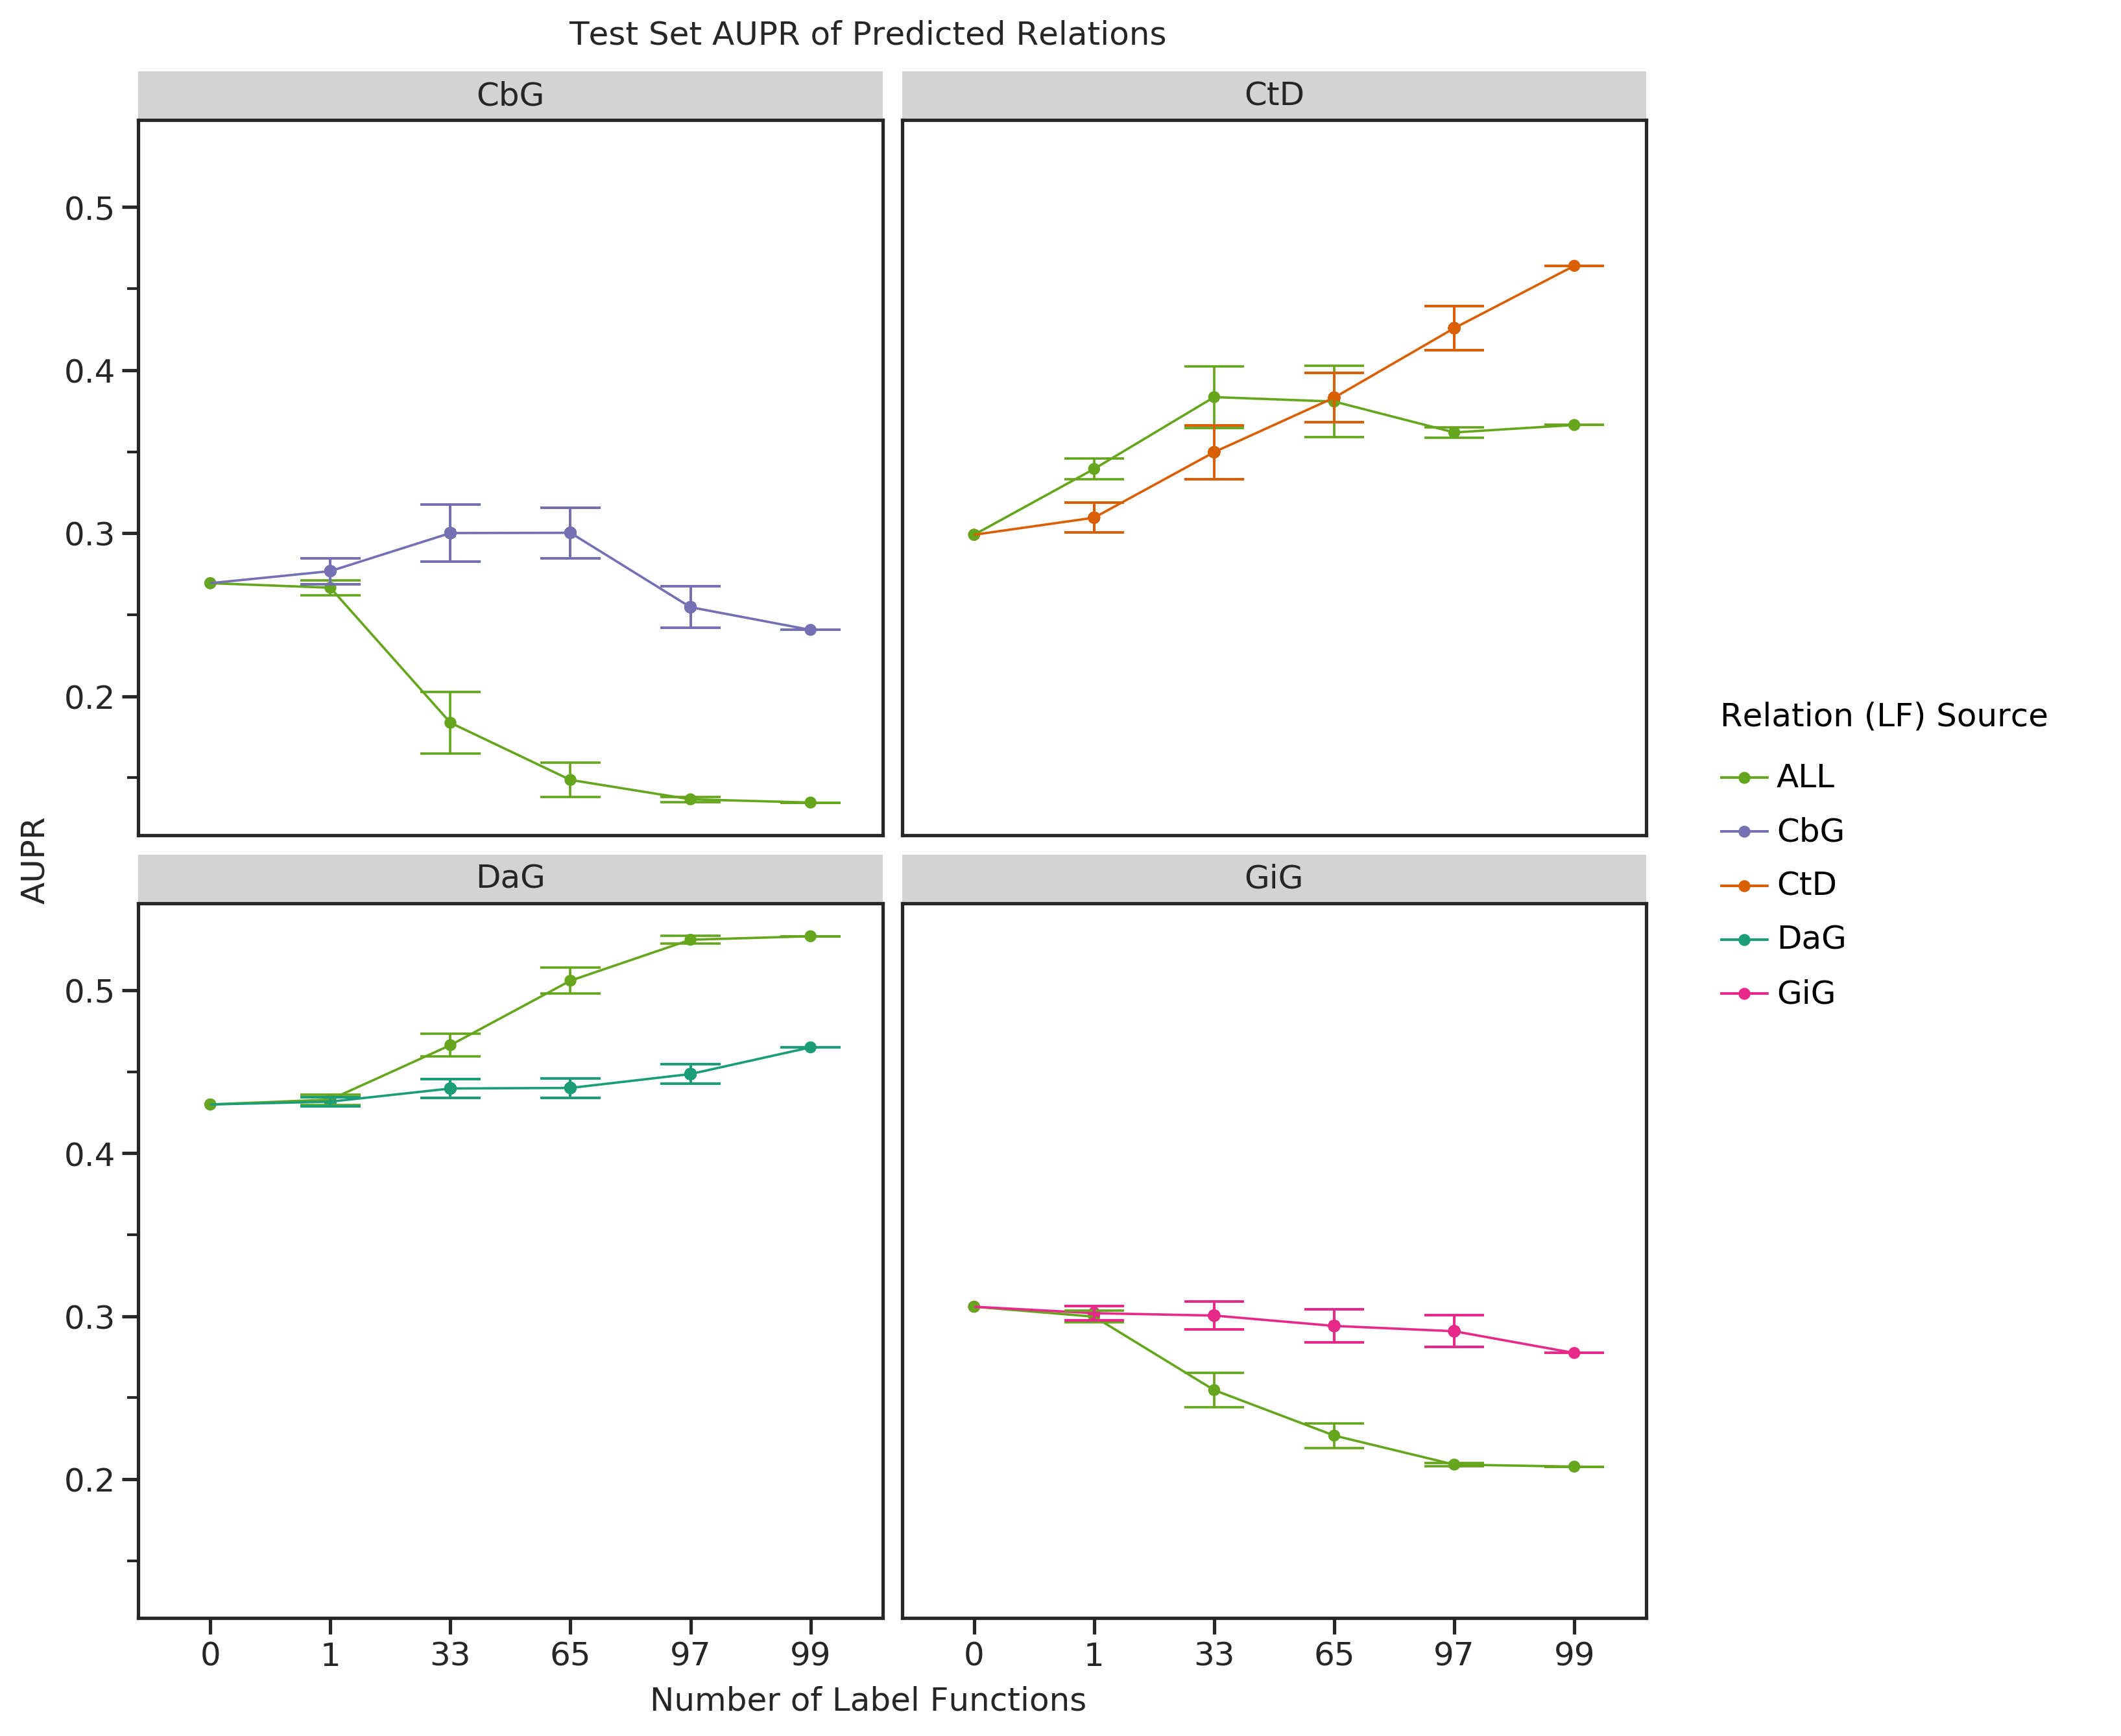 Test Set AUPR of Predicted Relations
CbG
CtD
0.5
0.4
0.3
0.2
DaG
GiG
0.5
0.4
0.3
0.2
AUPR
0 1 33 65 97 99
0 1 33 65 97 99
Number of Label Functions
Relation (LF) Source
ALL
CbG
CtD
DaG
GiG